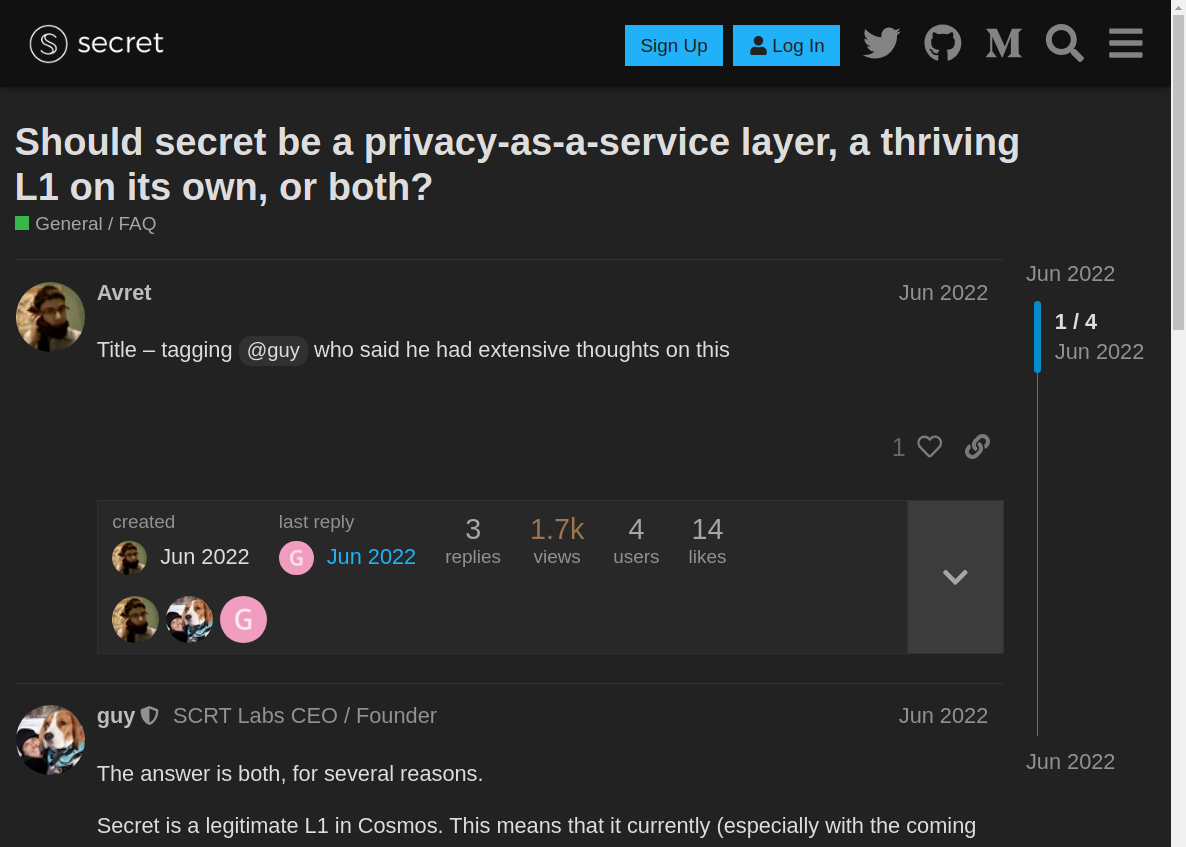 secret
Sign Up
Log In
Should secret be a privacy-as-a-service layer, a thriving
L1 on its own, or both?
General / FAQ
Jun 2022
Avret
Jun 2022
1 / 4
Jun 2022
Title – tagging @guy who said he had extensive thoughts on this
1
created
last reply
3
1.7k
4
14
Jun 2022
G
Jun 2022
replies
views
users
likes
G
guy
SCRT Labs CEO / Founder
Jun 2022
Jun 2022
The answer is both, for several reasons.
Secret is a legitimate L1 in Cosmos. This means that it currently (especially with the coming